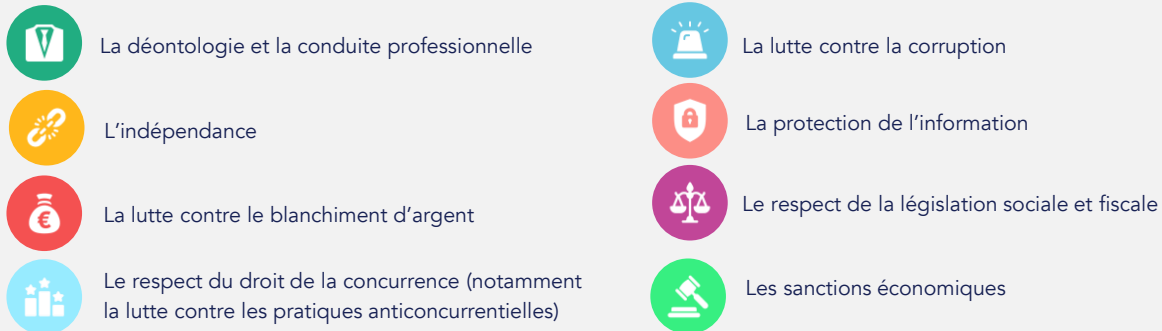 La déontologie et la conduite professionnelle
L'indépendance
La lutte contre le blanchiment d'argent
€
Le respect du droit de la concurrence (notamment
la lutte contre les pratiques anticoncurrentielles)
La lutte contre la corruption
La protection de l'information
Le respect de la législation sociale et fiscale
Les sanctions économiques